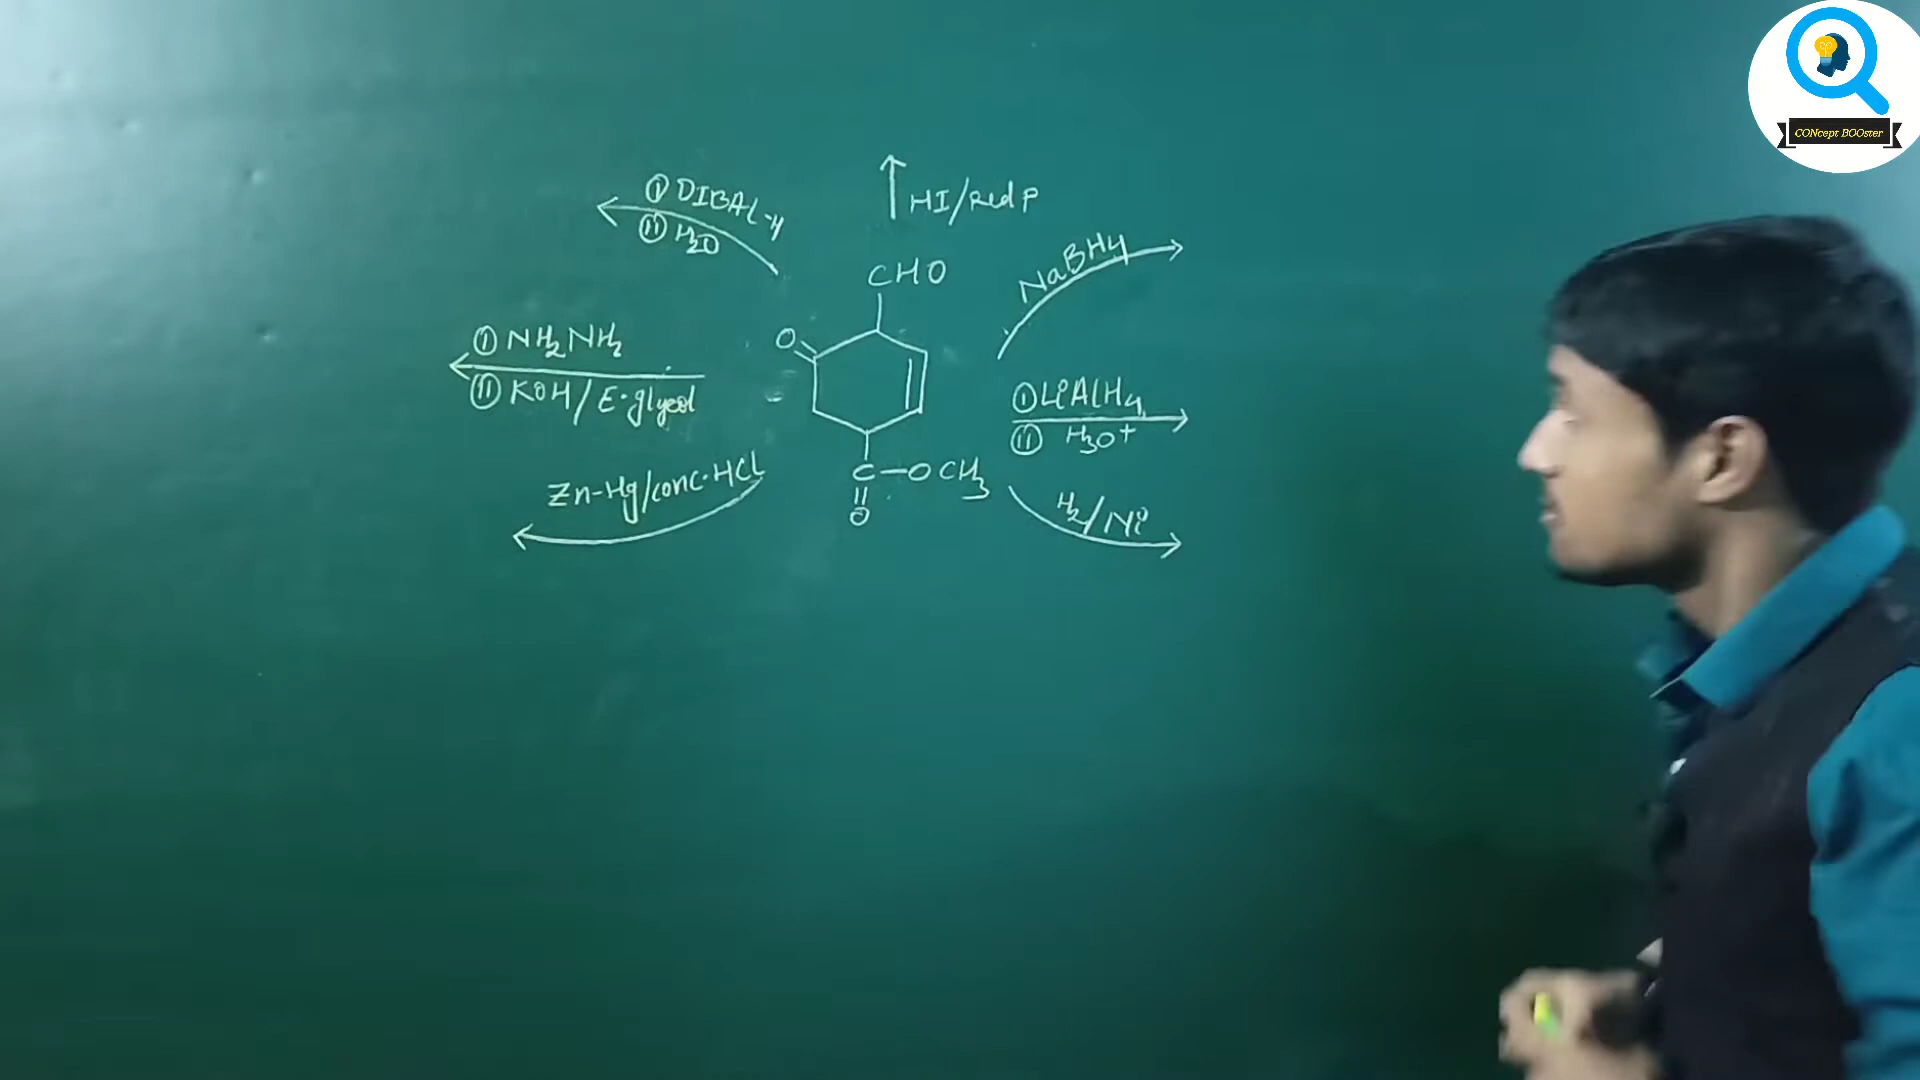 CONcept BOOster
① DIBAL-H
② H₂O
HI/Red P
NaBH₄
CHO
O
① NH₂NH₂
② KOH/E.glycol
① LiAlH₄
② H₃O⁺
Zn-Hg/conc.HCl
C-OCH₃
O
H₂/Ni